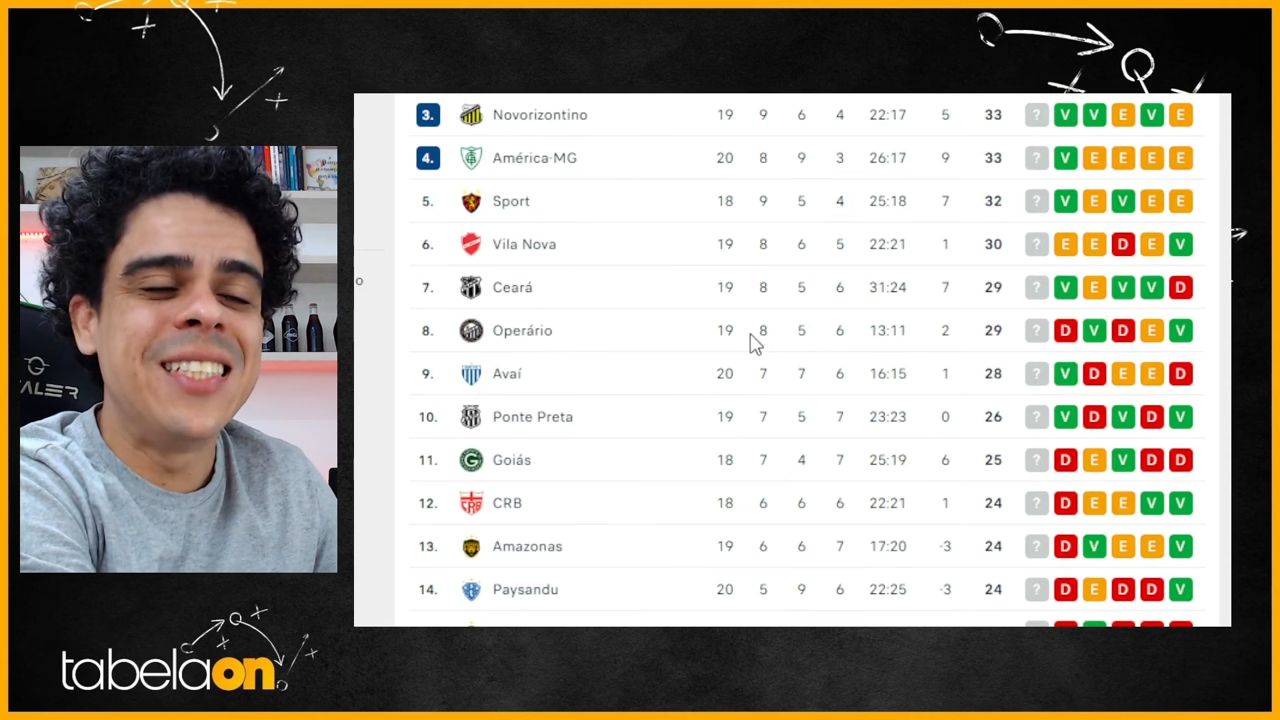 3. Novorizontino 19 9 6 4 22:17 5 33 ? V V E V E
4. América-MG 20 8 9 3 26:17 9 33 ? V E E E E
5. Sport 18 9 5 4 25:18 7 32 ? V E V E E
6. Vila Nova 19 8 6 5 22:21 1 30 ? E E D E V
7. Ceará 19 8 5 6 31:24 7 29 ? V E V V D
8. Operário 19 8 5 6 13:11 2 29 ? D V D E V
9. Avaí 20 7 7 6 16:15 1 28 ? V D E E D
10. Ponte Preta 19 7 5 7 23:23 0 26 ? V D V D V
11. Goiás 18 7 4 7 25:19 6 25 ? D E V D D
12. CRB 18 6 6 6 22:21 1 24 ? D E E V V
13. Amazonas 19 6 6 7 17:20 -3 24 ? D V E E V
14. Paysandu 20 5 9 6 22:25 -3 24 ? D E D D V
o
ALER
tabelaon